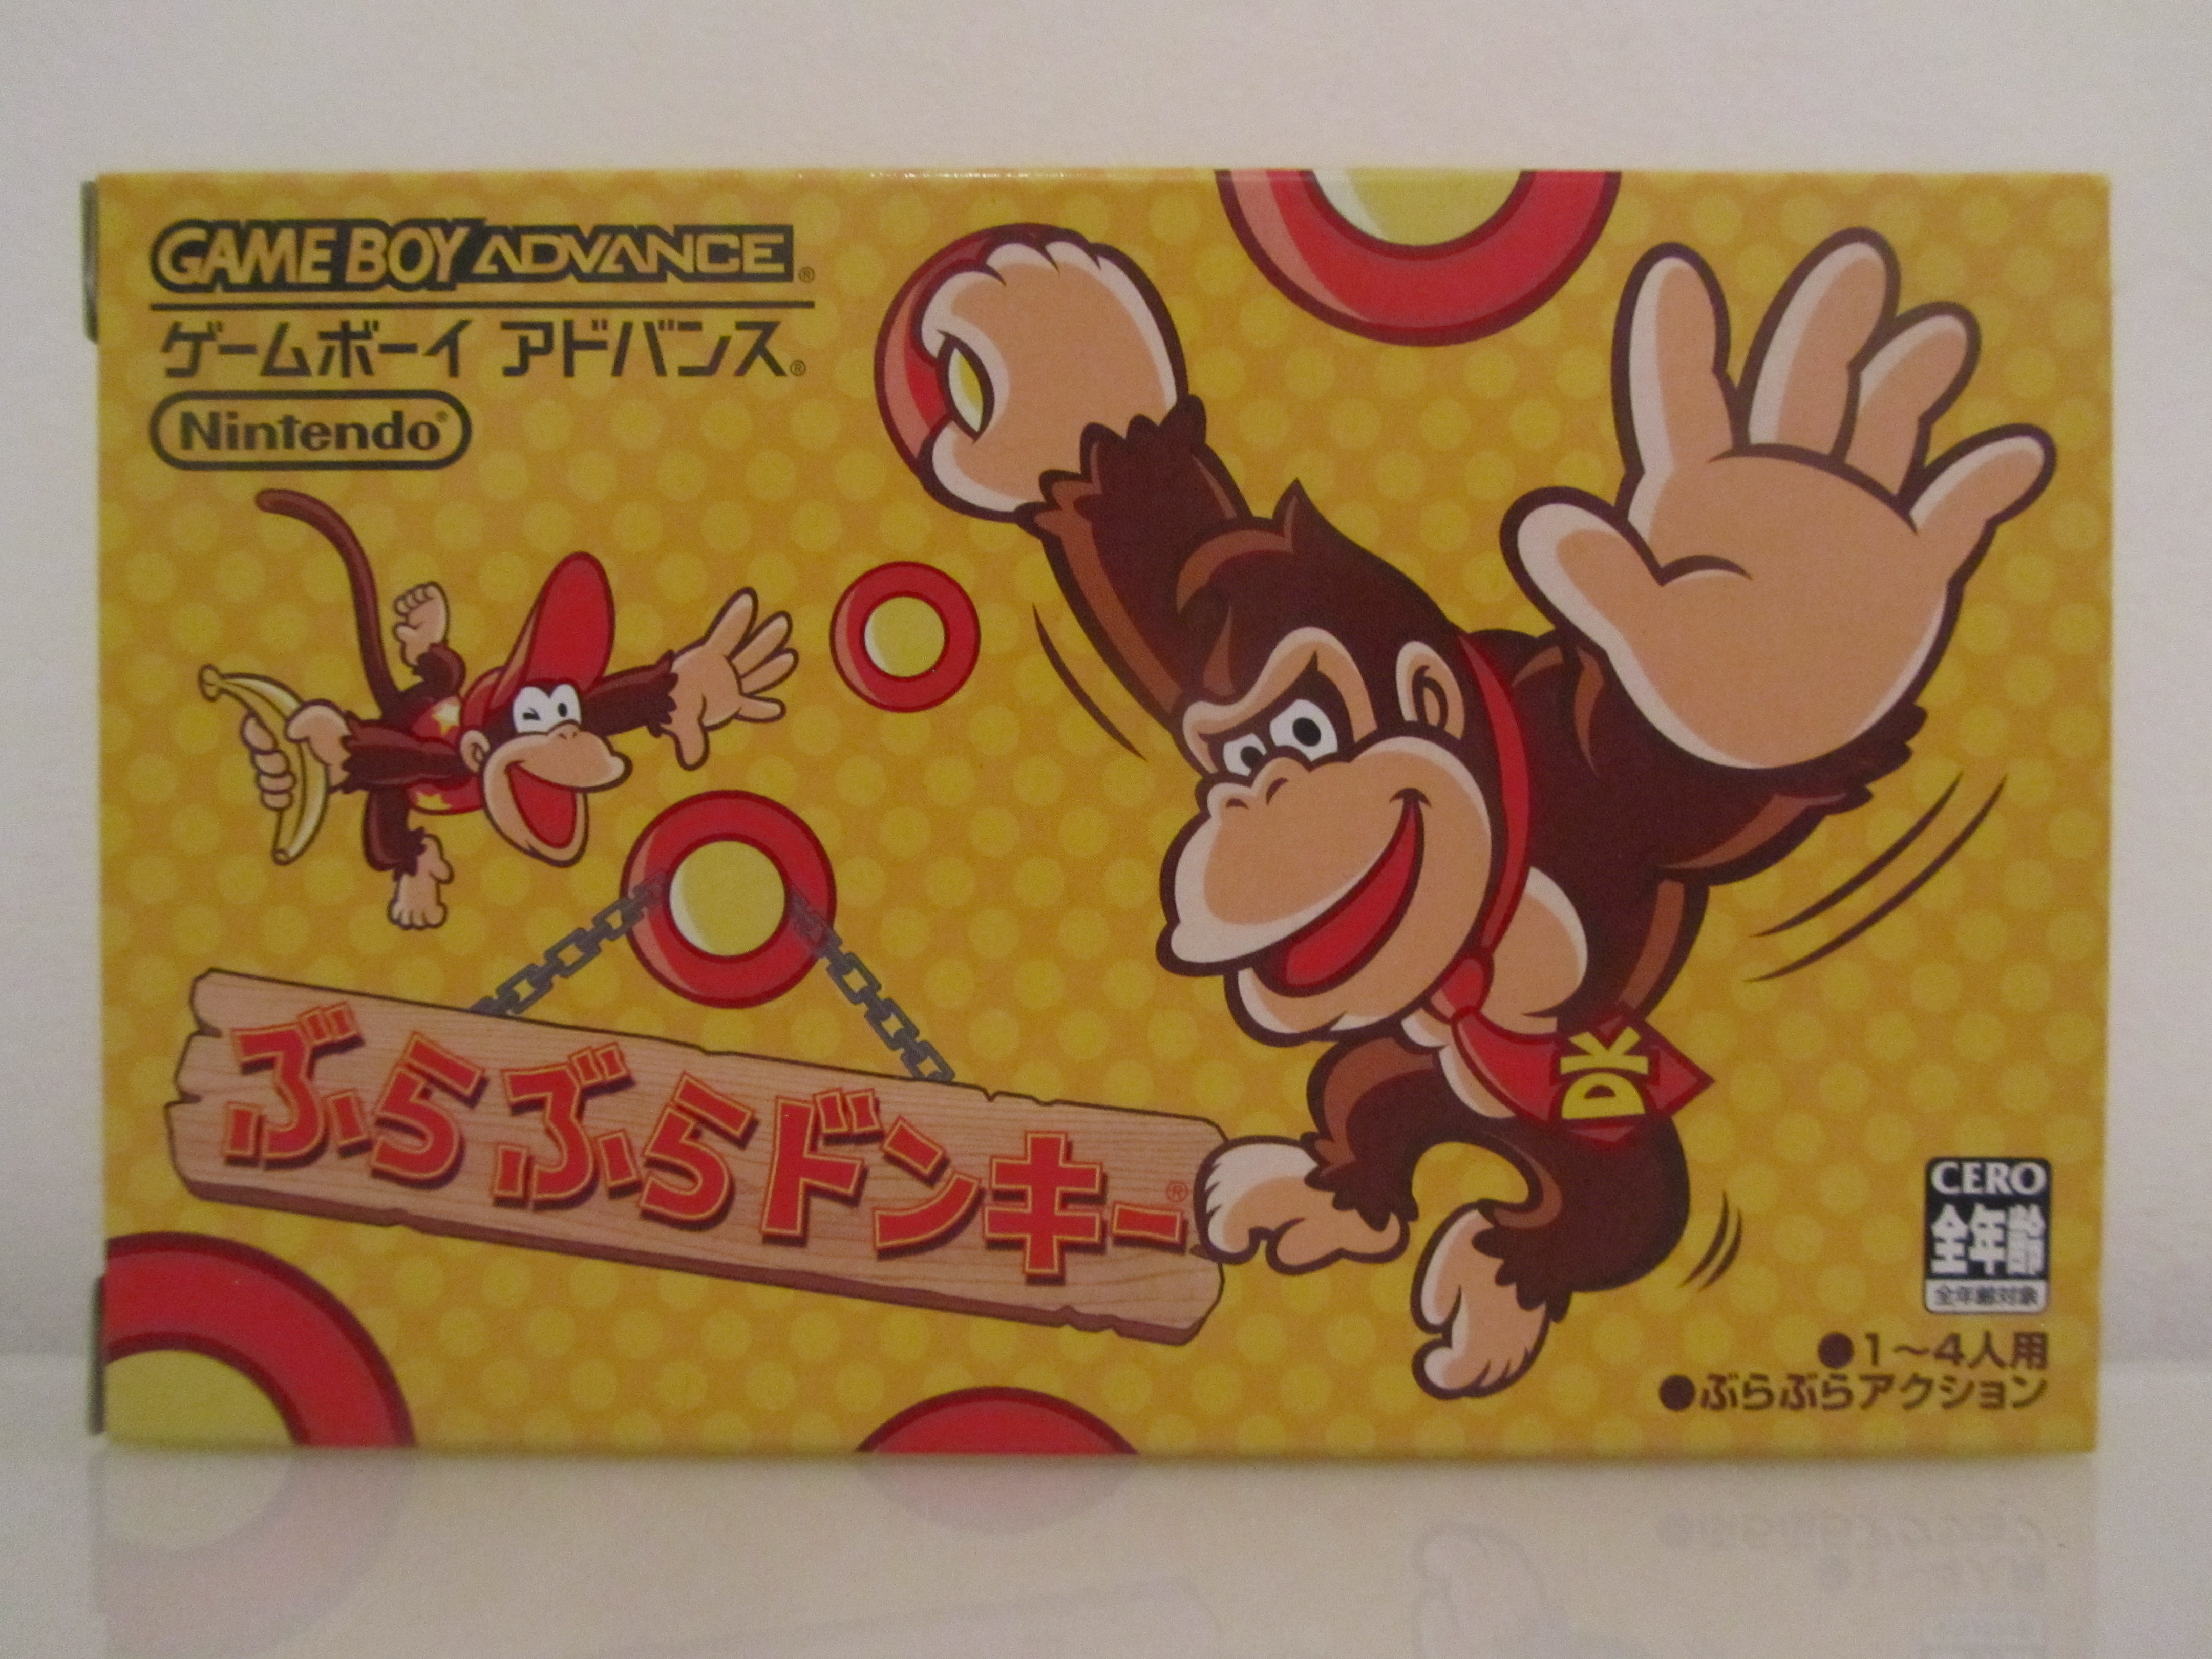 GAME BOY ADVANCE®
ゲームボーイ アドバンス®
Nintendo®
ぶらぶらドンキー®
DK
CERO
全年齢
全年齢対象
●1～4人用
●ぶらぶらアクション